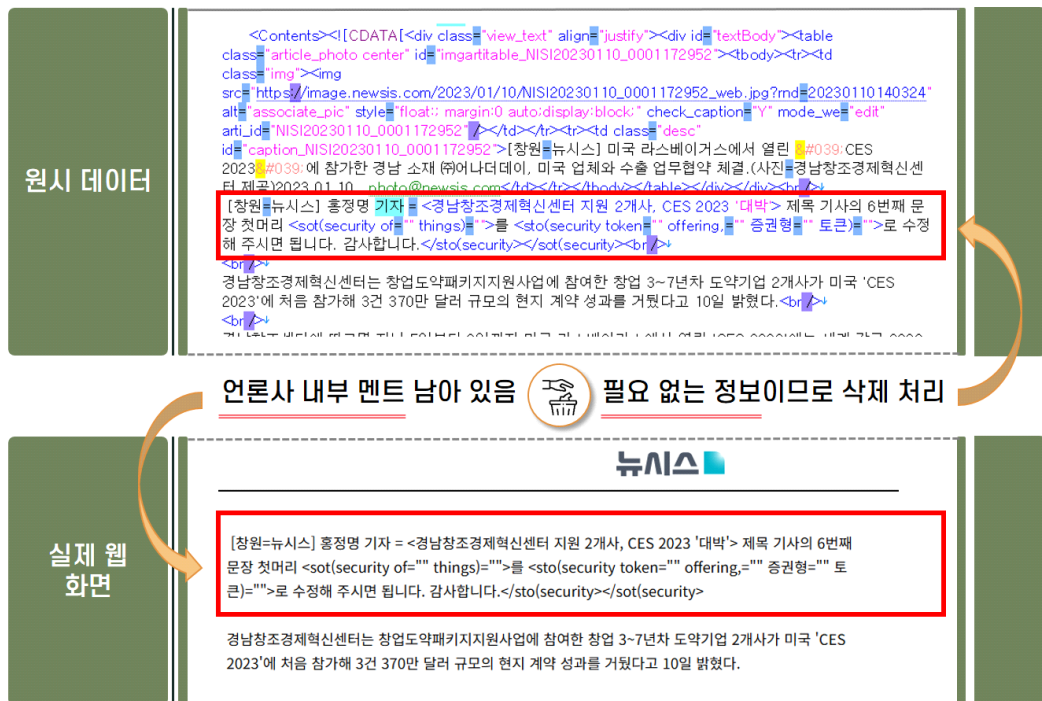 <Contents><![CDATA[<div class="view_text" align="justify"><div id="textBody"><table
class="article_photo center" id="imgartitable_NISI20230110_0001172952"><tbody><tr><td
class="img"><img
src="https://image.newsis.com/2023/01/10/NISI20230110_0001172952_web.jpg?rnd=20230110140324"
alt="associate_pic" style="float:; margin:0 auto;display:block;" check_caption="Y" mode_we="edit"
arti_id="NISI20230110_0001172952" /></td></tr><tr><td class="desc"
id="caption_NISI20230110_0001172952">[창원=뉴시스] 미국 라스베이거스에서 열린 &#039;CES
2023&#039;에 참가한 경남 소재 ㈜어나더데이, 미국 업체와 수출 업무협약 체결.(사진=경남창조경제혁신센
터 제공)2023.01.10. photo@newsis.com</td></tr></tbody></table></div></div><br />↓
원시 데이터
[창원=뉴시스] 홍정명 기자 = <경남창조경제혁신센터 지원 2개사, CES 2023 '대박'> 제목 기사의 6번째 문
장 첫머리 <sot(security of="" things)="">를 <sto(security token="" offering,="" 증권형="" 토큰)="">로 수정
해 주시면 됩니다. 감사합니다.</sto(security></sot(security><br />↓
<br />↓
경남창조경제혁신센터는 창업도약패키지지원사업에 참여한 창업 3~7년차 도약기업 2개사가 미국 'CES
2023'에 처음 참가해 3건 370만 달러 규모의 현지 계약 성과를 거뒀다고 10일 밝혔다.<br />↓
<br />↓
언론사 내부 멘트 남아 있음
필요 없는 정보이므로 삭제 처리
뉴시스
실제 웹
화면
[창원=뉴시스] 홍정명 기자 = <경남창조경제혁신센터 지원 2개사, CES 2023 '대박'> 제목 기사의 6번째
문장 첫머리 <sot(security of="" things)="">를 <sto(security token="" offering,="" 증권형="" 토
큰)="">로 수정해 주시면 됩니다. 감사합니다.</sto(security></sot(security>
경남창조경제혁신센터는 창업도약패키지지원사업에 참여한 창업 3~7년차 도약기업 2개사가 미국 'CES
2023'에 처음 참가해 3건 370만 달러 규모의 현지 계약 성과를 거뒀다고 10일 밝혔다.